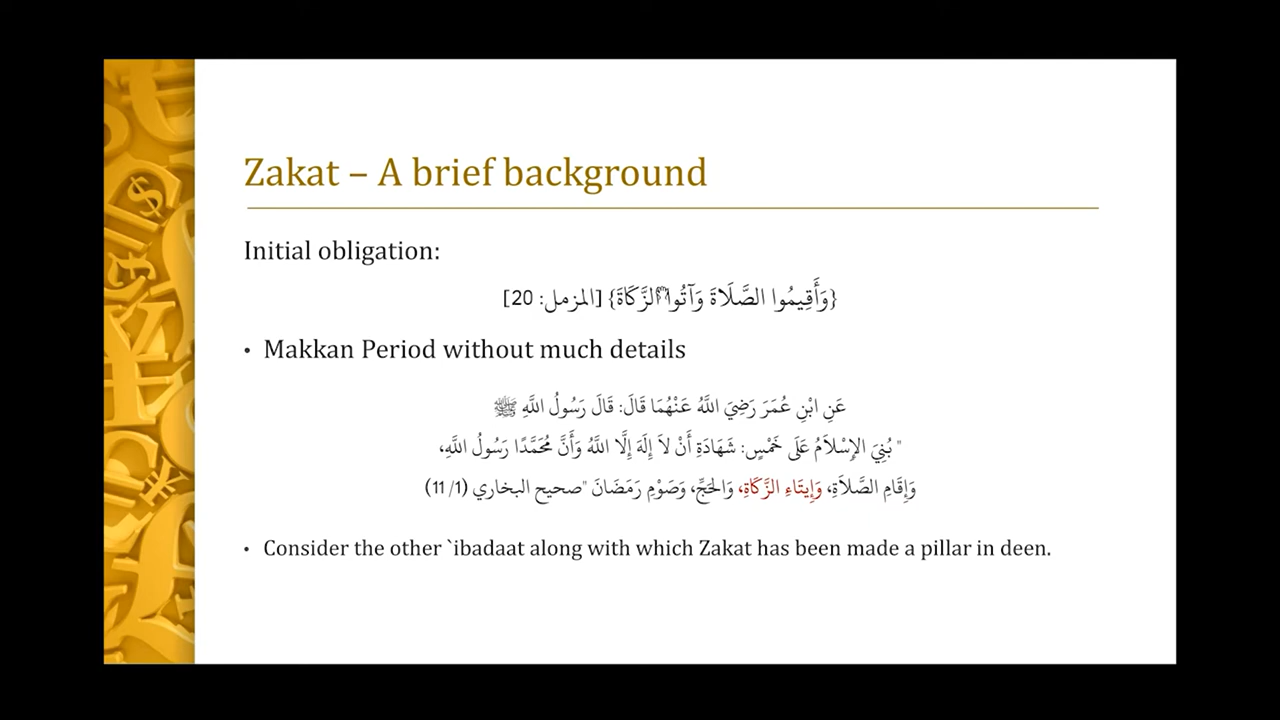 Zakat – A brief background
Initial obligation:
{وَأَقِيمُوا الصَّلَاةَ وَآتُوا الزَّكَاةَ} [المزمل: 20]
• Makkan Period without much details
عَنِ ابْنِ عُمَرَ رَضِيَ اللَّهُ عَنْهُمَا قَالَ: قَالَ رَسُولُ اللَّهِ ﷺ
" بُنِيَ الإِسْلاَمُ عَلَى خَمْسٍ: شَهَادَةِ أَنْ لاَ إِلَهَ إِلَّا اللَّهُ وَأَنَّ مُحَمَّدًا رَسُولُ اللَّهِ،
وَإِقَامِ الصَّلاَةِ، وَإِيتَاءِ الزَّكَاةِ، وَالحَجِّ، وَصَوْمِ رَمَضَانَ "صحيح البخاري (1/ 11)
• Consider the other `ibadaat along with which Zakat has been made a pillar in deen.